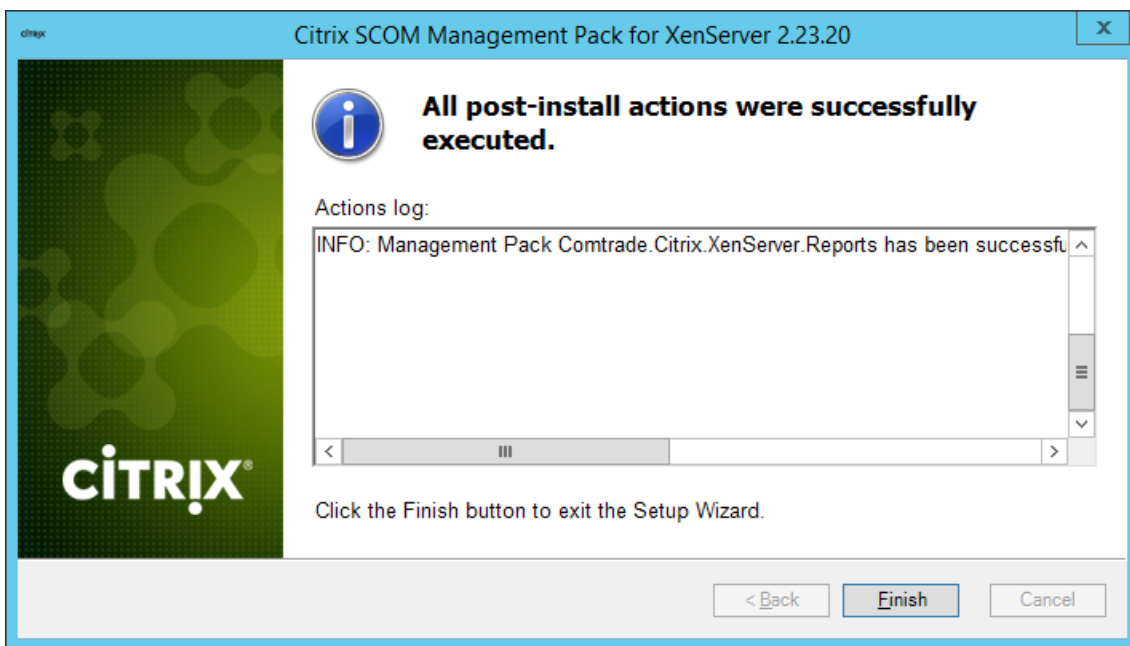 citrix
Citrix SCOM Management Pack for XenServer 2.23.20
x
All post-install actions were successfully
executed.
Actions log:
INFO: Management Pack Comtrade.Citrix.XenServer.Reports has been successfu
CITRIX®
Click the Finish button to exit the Setup Wizard.
< Back
Finish
Cancel